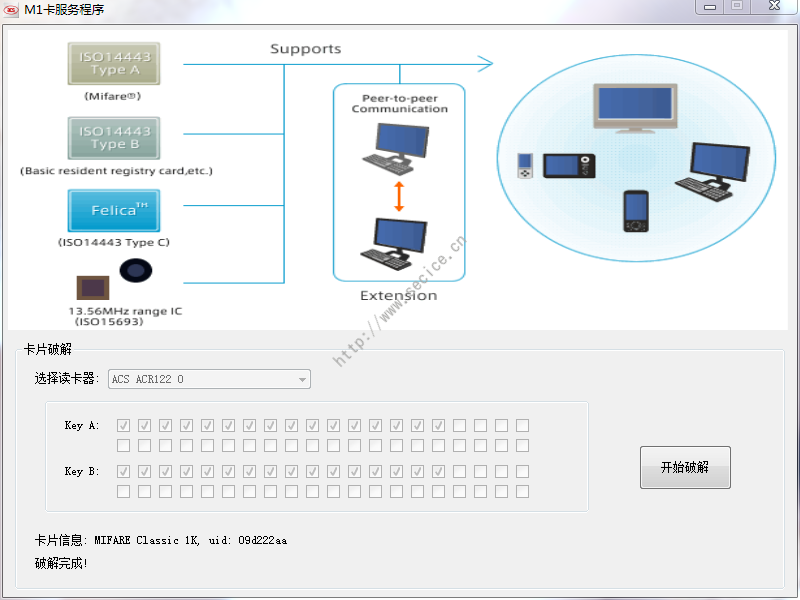 M1卡服务程序
Supports
ISO14443
Type A
(Mifare®)
ISO14443
Type B
(Basic resident registry card,etc.)
Felica™
(ISO14443 Type C)
13.56MHz range IC
(ISO15693)
Peer-to-peer
Communication
Extension
http://www.secice.cn
卡片破解
选择读卡器:
ACS ACR122 0
Key A:
Key B:
开始破解
卡片信息: MIFARE Classic 1K, uid: 09d222aa
破解完成!